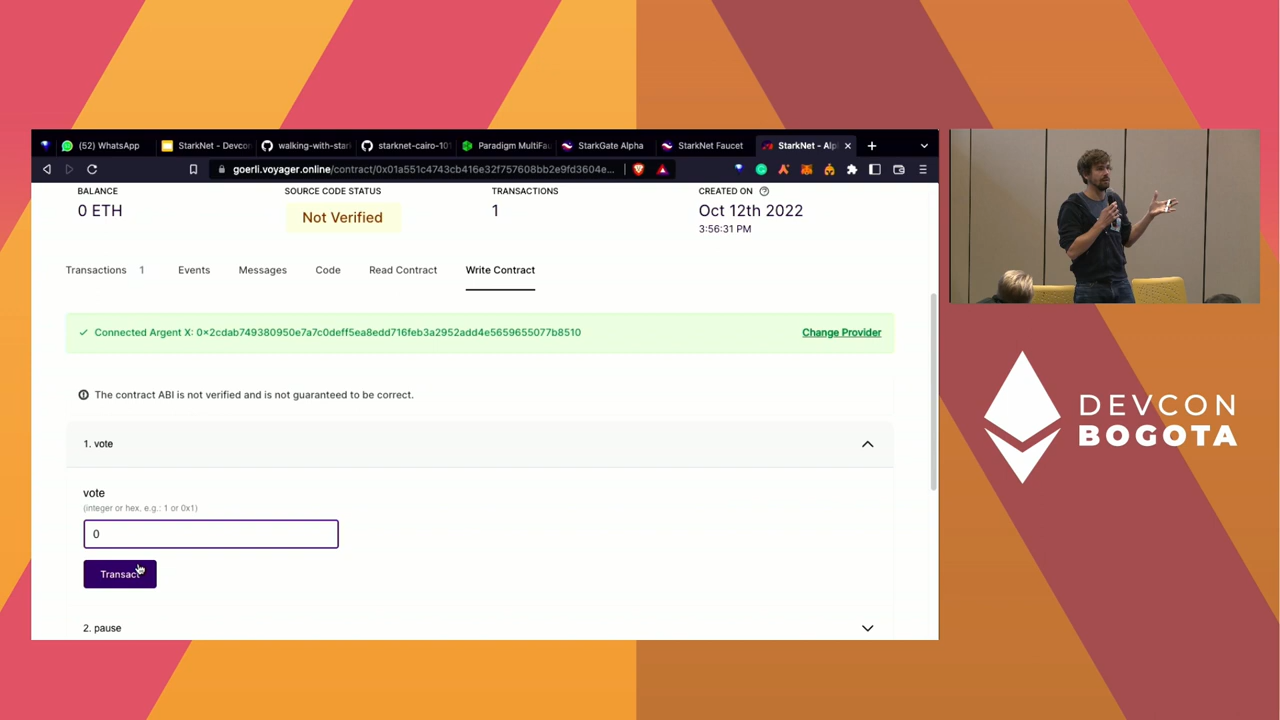 (52) WhatsApp
StarkNet - Devco
walking-with-star
starknet-cairo-101
Paradigm MultiFau
StarkGate Alpha
StarkNet Faucet
StarkNet - Alp
goerli.voyager.online/contract/0x01a551c4743cb416e32f757608bb2e9fd3604e...
BALANCE
SOURCE CODE STATUS
TRANSACTIONS
CREATED ON
0 ETH
Not Verified
1
Oct 12th 2022
3:56:31 PM
Transactions 1 Events Messages Code Read Contract Write Contract
Connected Argent X: 0x2cdab749380950e7a7c0deff5ea8edd716feb3a2952add4e5659655077b8510 Change Provider
The contract ABI is not verified and is not guaranteed to be correct.
1. vote
vote
(integer or hex, e.g.: 1 or 0x1)
0
Transact
2. pause
DEVCON
BOGOTA